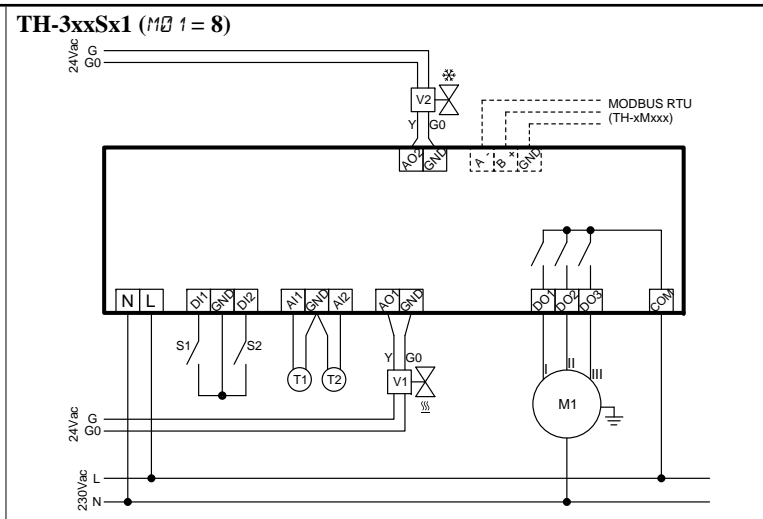 TH-3xxSx1 (M01 = 8)
24Vac
G
G0
V2
Y G0
MODBUS RTU
(TH-xMxxx)
AO2 GND
A - B + GND
N L DI1 GND DI2 AI1 GND AI2 AO1 GND DO1 DO2 DO3 COM
S1 S2 T1 T2
Y G0
V1
I II III
M1
24Vac
G
G0
230Vac
L
N